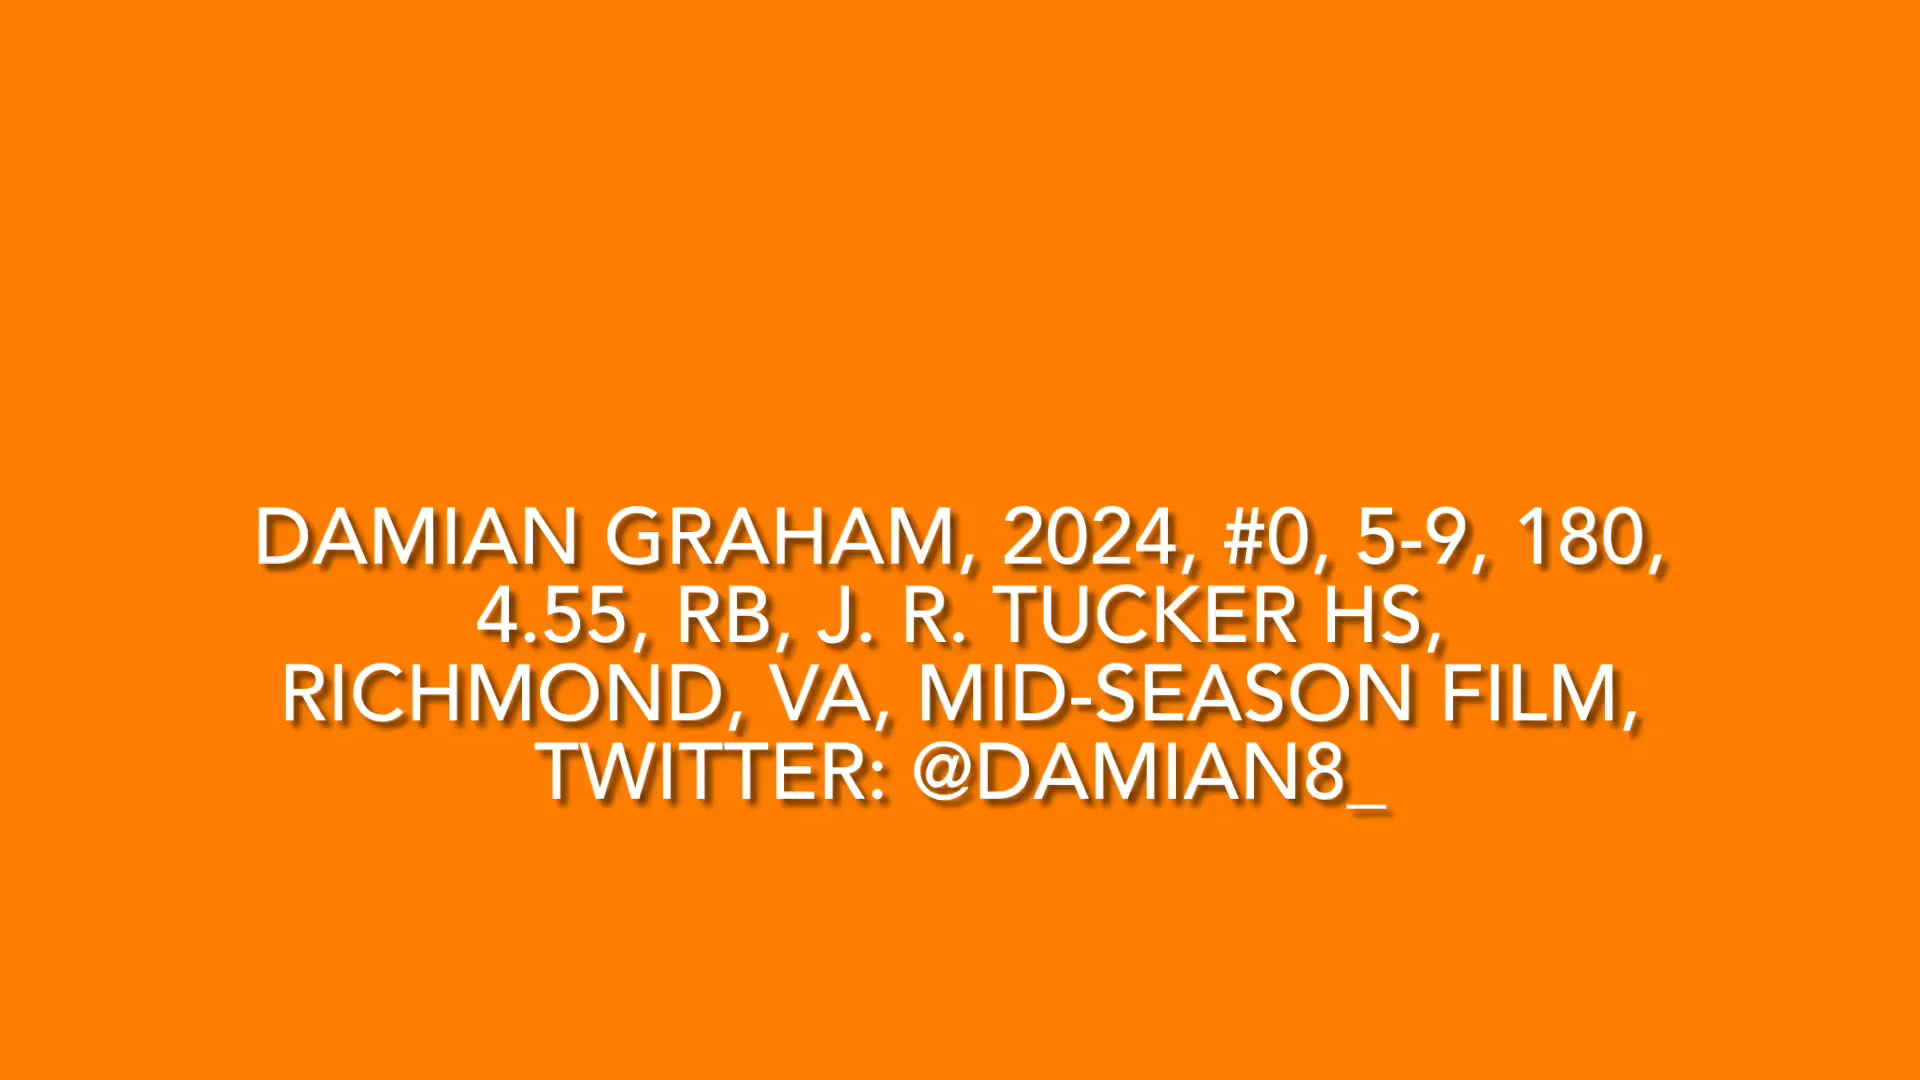 DAMIAN GRAHAM, 2024, #0, 5-9, 180,
4.55, RB, J. R. TUCKER HS,
RICHMOND, VA, MID-SEASON FILM,
TWITTER: @DAMIAN8_